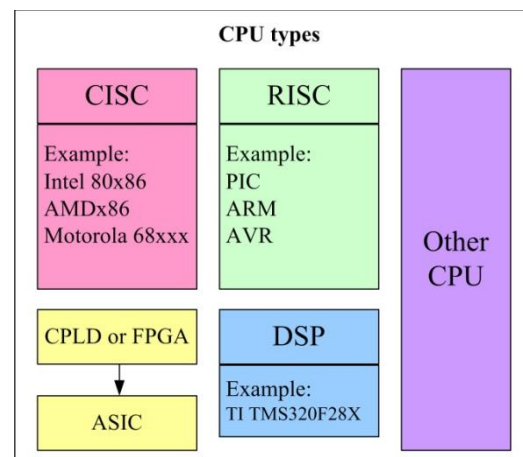 CPU types
CISC
Example:
Intel 80x86
AMDx86
Motorola 68xxx
RISC
Example:
PIC
ARM
AVR
Other
CPU
CPLD or FPGA
ASIC
DSP
Example:
TI TMS320F28X